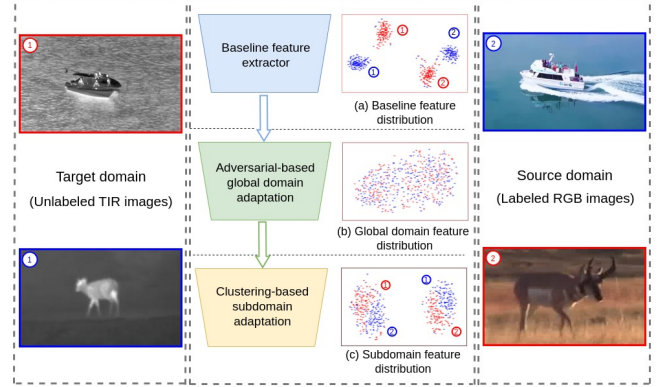 1
Target domain
(Unlabeled TIR images)
1
Baseline feature
extractor
Adversarial-based
global domain
adaptation
Clustering-based
subdomain
adaptation
1
2
1
2
(a) Baseline feature
distribution
(b) Global domain feature
distribution
1
1
2
2
(c) Subdomain feature
distribution
2
Source domain
(Labeled RGB images)
2